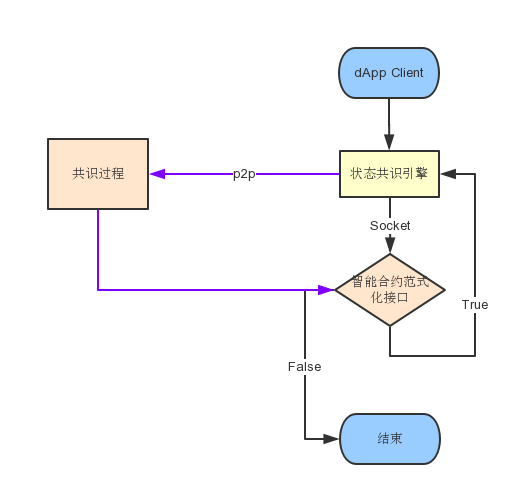 dApp Client
共识过程
p2p
状态共识引擎
Socket
智能合约范式
化接口
True
False
结束